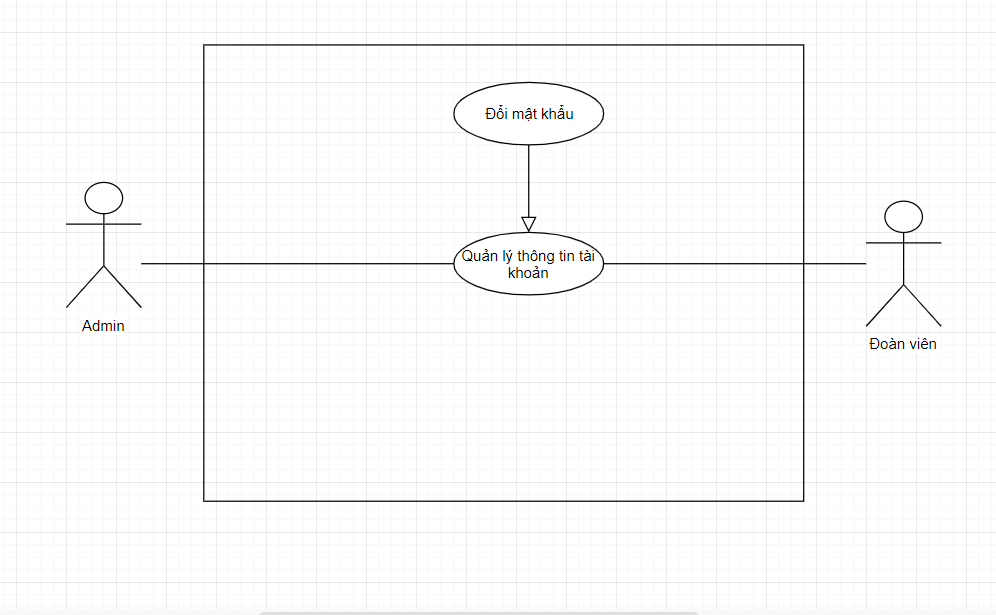 Đổi mật khẩu
Quản lý thông tin tài
khoản
Admin
Đoàn viên